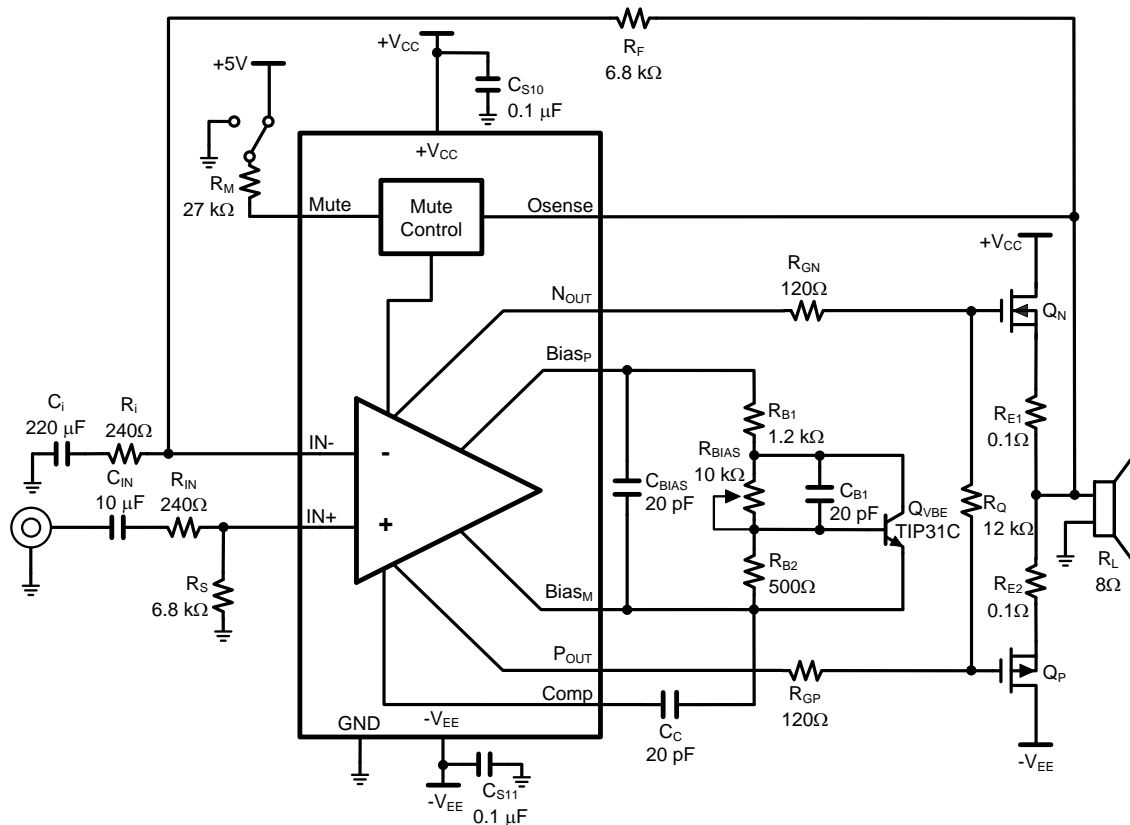 +V_CC
R_F
6.8 kΩ
+5V
C_S10
0.1 µF
+V_CC
R_M
27 kΩ
Mute
Mute
Control
Osense
+V_CC
R_GN
120Ω
N_OUT
Q_N
Bias_P
R_B1
1.2 kΩ
R_E1
0.1Ω
C_i
220 µF
R_i
240Ω
IN-
-
R_BIAS
10 kΩ
C_BIAS
20 pF
C_B1
20 pF
Q_VBE
TIP31C
R_Q
12 kΩ
C_IN
10 µF
R_IN
240Ω
IN+
+
R_B2
500Ω
R_L
8Ω
R_S
6.8 kΩ
Bias_M
R_E2
0.1Ω
P_OUT
Q_P
Comp
R_GP
120Ω
C_C
20 pF
GND
-V_EE
-V_EE
C_S11
0.1 µF
-V_EE